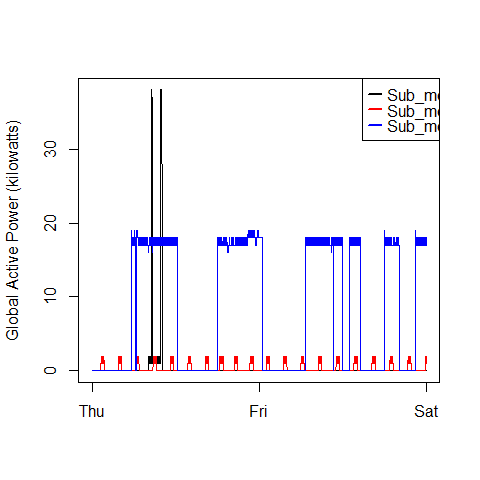 Global Active Power (kilowatts)
30
20
10
0
Sub_me
Sub_me
Sub_me
Thu Fri Sat